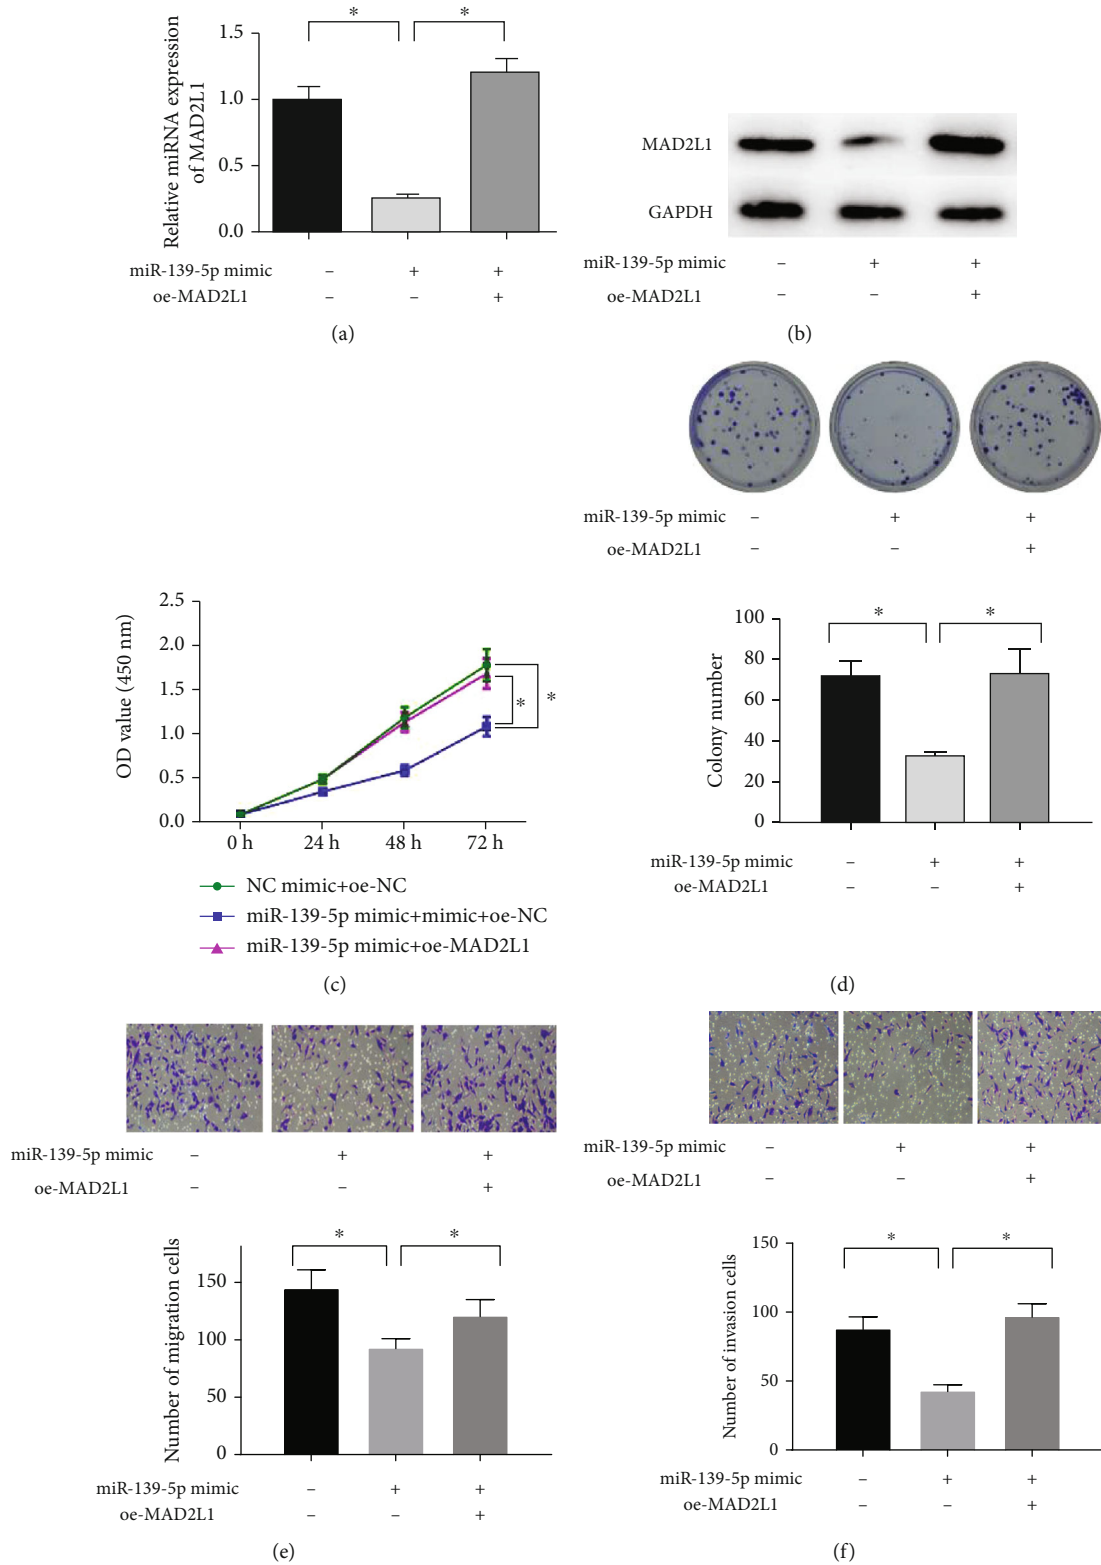 * *
Relative miRNA expression
of MAD2L1
1.5
1.0
0.5
0.0
miR-139-5p mimic – + +
oe-MAD2L1 – – +
(a)
MAD2L1
GAPDH
miR-139-5p mimic – + +
oe-MAD2L1 – – +
(b)
OD value (450 nm)
2.5
2.0
1.5
1.0
0.5
0.0
* *
0 h 24 h 48 h 72 h
NC mimic+oe-NC
miR-139-5p mimic+mimic+oe-NC
miR-139-5p mimic+oe-MAD2L1
(c)
miR-139-5p mimic – + +
oe-MAD2L1 – – +
Colony number
100
80
60
40
20
0
* *
miR-139-5p mimic – + +
oe-MAD2L1 – – +
(d)
miR-139-5p mimic – + +
oe-MAD2L1 – – +
Number of migration cells
150
100
50
0
* *
miR-139-5p mimic – + +
oe-MAD2L1 – – +
(e)
miR-139-5p mimic – + +
oe-MAD2L1 – – +
Number of invasion cells
150
100
50
0
* *
miR-139-5p mimic – + +
oe-MAD2L1 – – +
(f)